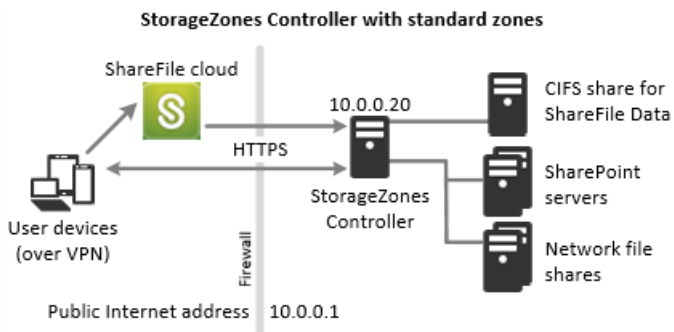 StorageZones Controller with standard zones
ShareFile cloud
S
10.0.0.20
CIFS share for
ShareFile Data
HTTPS
StorageZones
Controller
SharePoint
servers
User devices
(over VPN)
Firewall
Network file
shares
Public Internet address
10.0.0.1